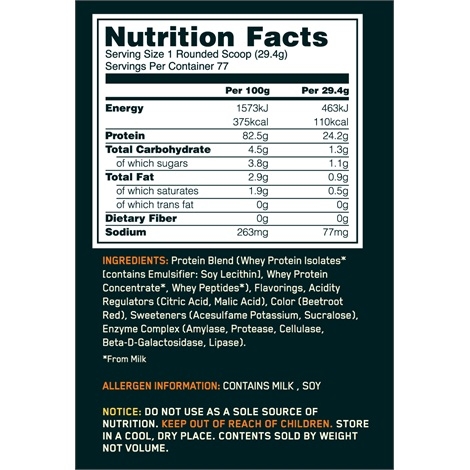 Nutrition Facts
Serving Size 1 Rounded Scoop (29.4g)
Servings Per Container 77
Per 100g Per 29.4g
Energy 1573kJ 463kJ
375kcal 110kcal
Protein 82.5g 24.2g
Total Carbohydrate 4.5g 1.3g
of which sugars 3.8g 1.1g
Total Fat 2.9g 0.9g
of which saturates 1.9g 0.5g
of which trans fat 0g 0g
Dietary Fiber 0g 0g
Sodium 263mg 77mg
INGREDIENTS: Protein Blend (Whey Protein Isolates*
[contains Emulsifier: Soy Lecithin], Whey Protein
Concentrate*, Whey Peptides*), Flavorings, Acidity
Regulators (Citric Acid, Malic Acid), Color (Beetroot
Red), Sweeteners (Acesulfame Potassium, Sucralose),
Enzyme Complex (Amylase, Protease, Cellulase,
Beta-D-Galactosidase, Lipase).
*From Milk
ALLERGEN INFORMATION: CONTAINS MILK , SOY
NOTICE: DO NOT USE AS A SOLE SOURCE OF
NUTRITION. KEEP OUT OF REACH OF CHILDREN. STORE
IN A COOL, DRY PLACE. CONTENTS SOLD BY WEIGHT
NOT VOLUME.